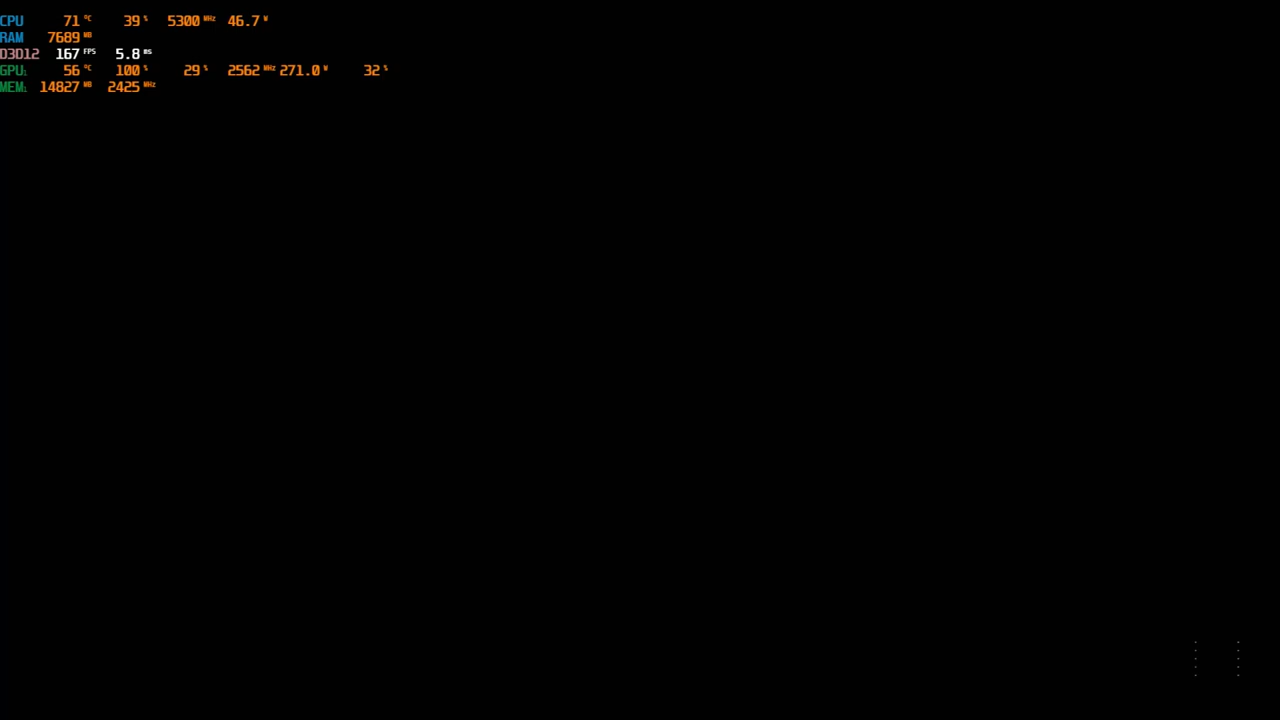 CPU 71 °C 39 % 5300 MHz 46.7 W
RAM 7689 MB
D3D12 167 FPS 5.8 ms
GPU1 56 °C 100 % 29 % 2562 MHz 271.0 W 32 %
MEM1 14827 MB 2425 MHz